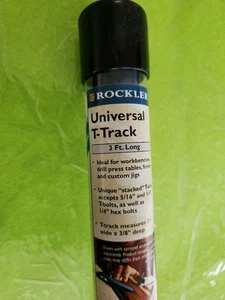 ROCKLER
Universal
T-Track
3 Ft. Long
• Ideal for workbenches,
drill press tables,
and custom jigs
• Unique "stacked"
accepts 5/16" and
T-bolts, as well as
1/4" hex bolts
• T-track measures
wide x 3/8" deep